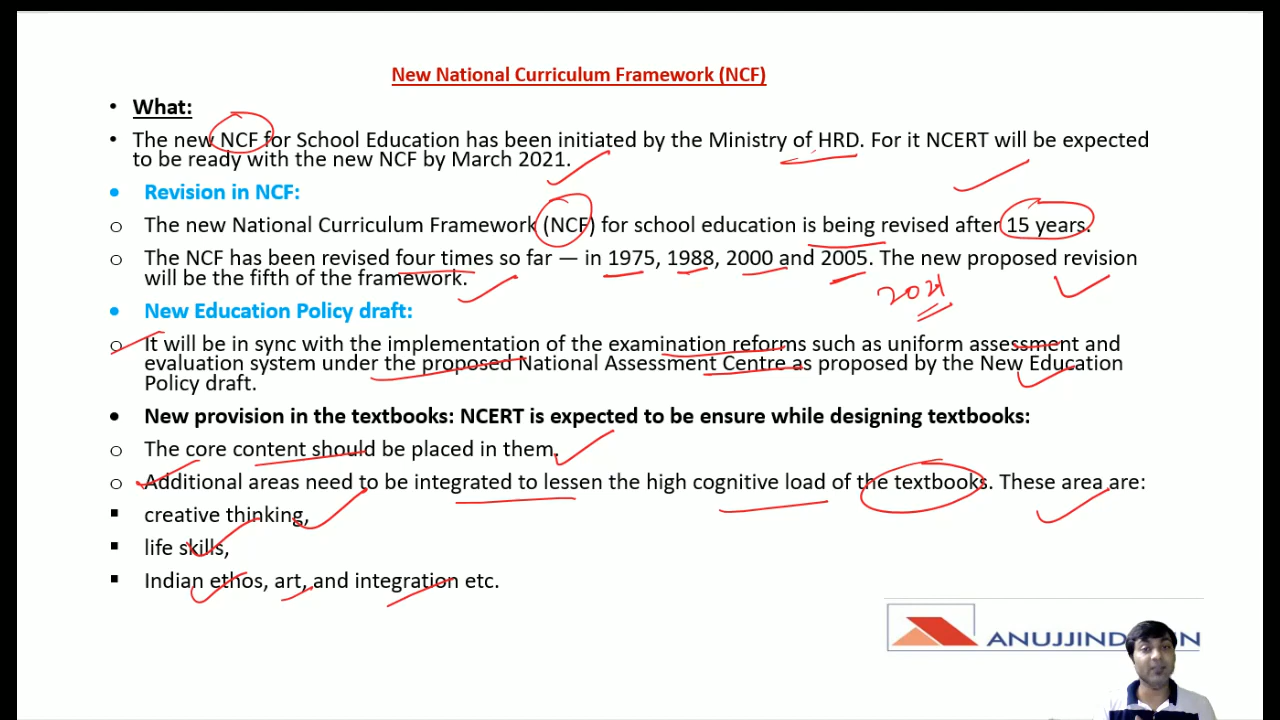 New National Curriculum Framework (NCF)
• What:
• The new NCF for School Education has been initiated by the Ministry of HRD. For it NCERT will be expected
to be ready with the new NCF by March 2021.
• Revision in NCF:
o The new National Curriculum Framework (NCF) for school education is being revised after 15 years.
o The NCF has been revised four times so far — in 1975, 1988, 2000 and 2005. The new proposed revision
will be the fifth of the framework.
2021
• New Education Policy draft:
o It will be in sync with the implementation of the examination reforms such as uniform assessment and
evaluation system under the proposed National Assessment Centre as proposed by the New Education
Policy draft.
• New provision in the textbooks: NCERT is expected to be ensure while designing textbooks:
o The core content should be placed in them.
o Additional areas need to be integrated to lessen the high cognitive load of the textbooks. These area are:
▪ creative thinking,
▪ life skills,
▪ Indian ethos, art, and integration etc.